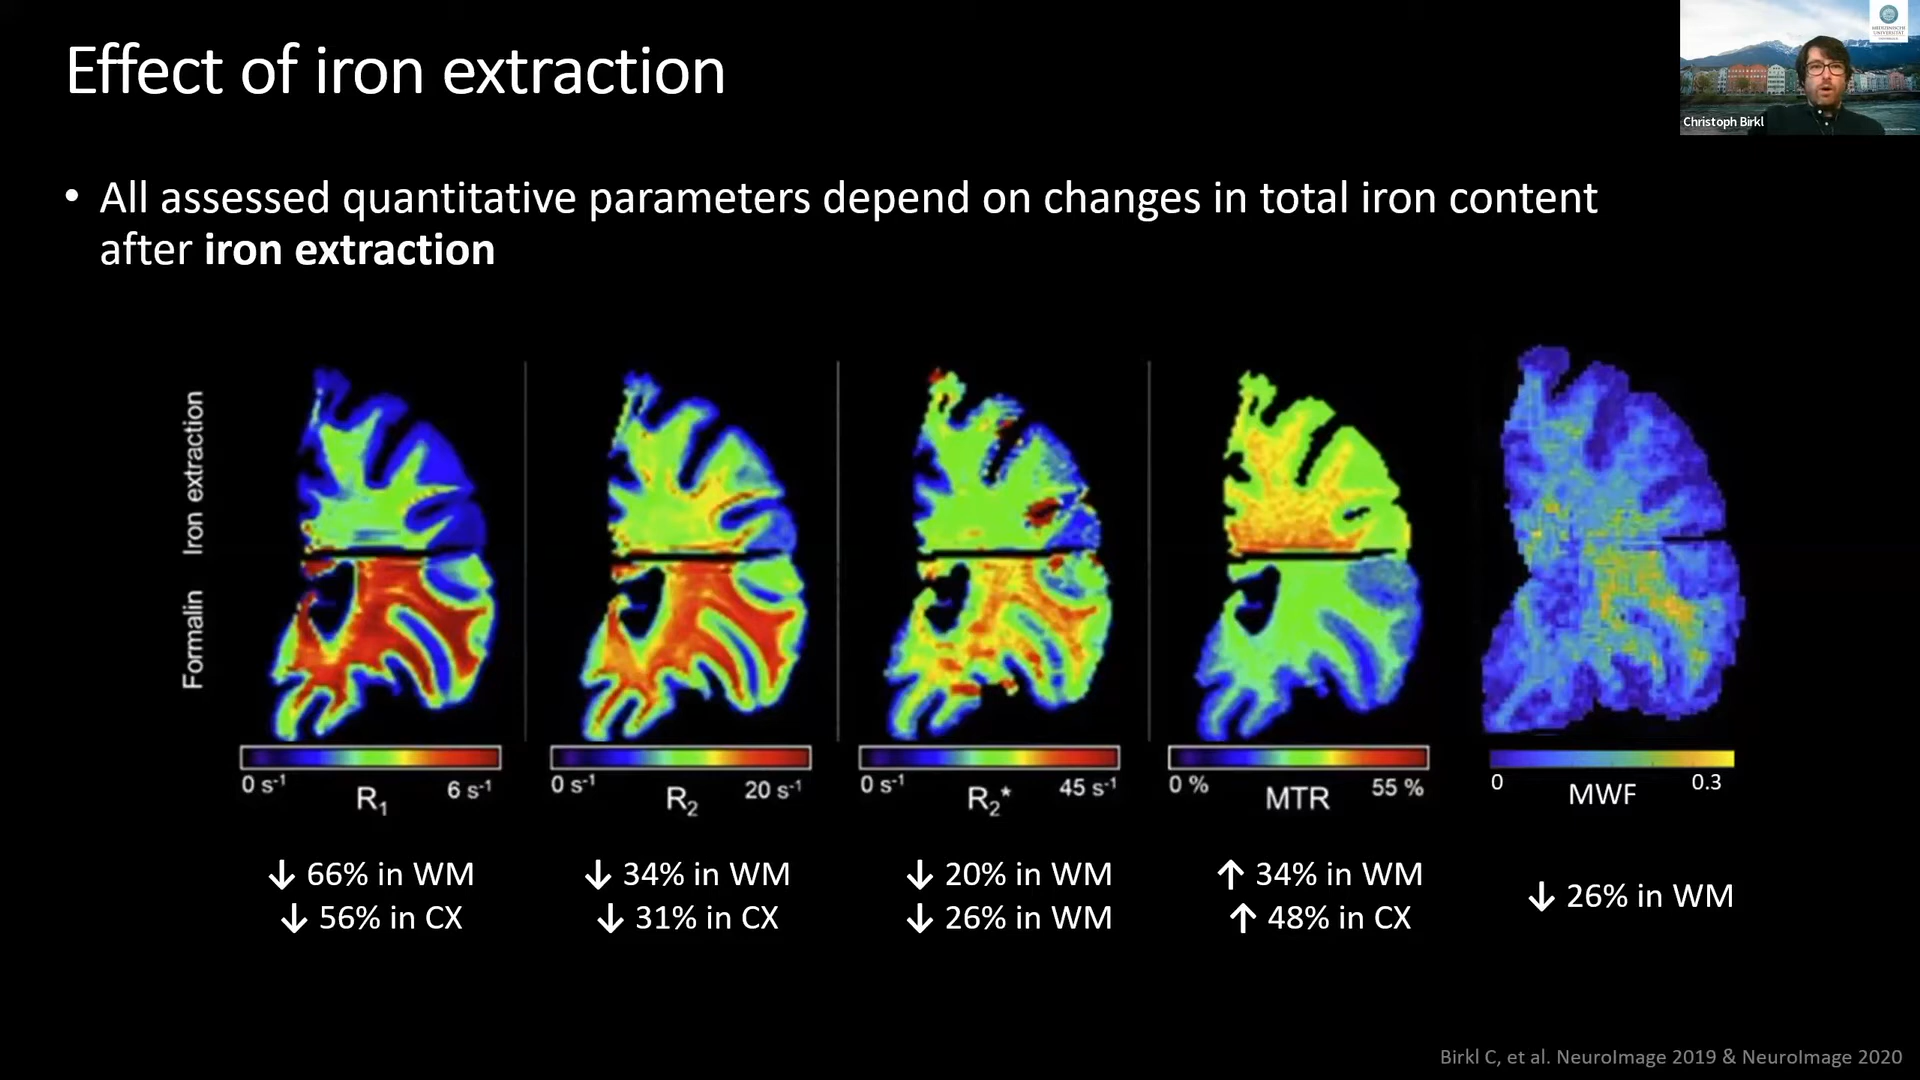 Effect of iron extraction
MEDIZINISCHE
UNIVERSITÄT
Christoph Birkl
• All assessed quantitative parameters depend on changes in total iron content
after iron extraction
Iron extraction
Formalin
0 s⁻¹ 6 s⁻¹
R₁
0 s⁻¹ 20 s⁻¹
R₂
0 s⁻¹ 45 s⁻¹
R₂*
0 % 55 %
MTR
0 0.3
MWF
↓ 66% in WM
↓ 56% in CX
↓ 34% in WM
↓ 31% in CX
↓ 20% in WM
↓ 26% in WM
↑ 34% in WM
↑ 48% in CX
↓ 26% in WM
Birkl C, et al. NeuroImage 2019 & NeuroImage 2020